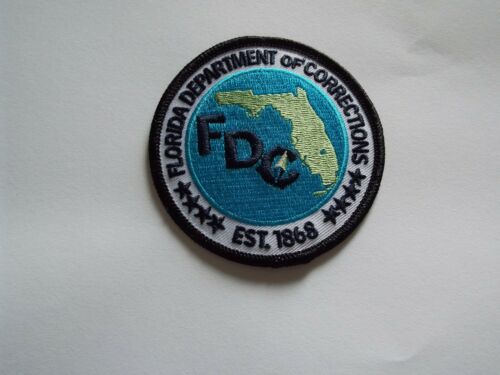 FLORIDA DEPARTMENT OF CORRECTIONS
FDC
EST. 1868